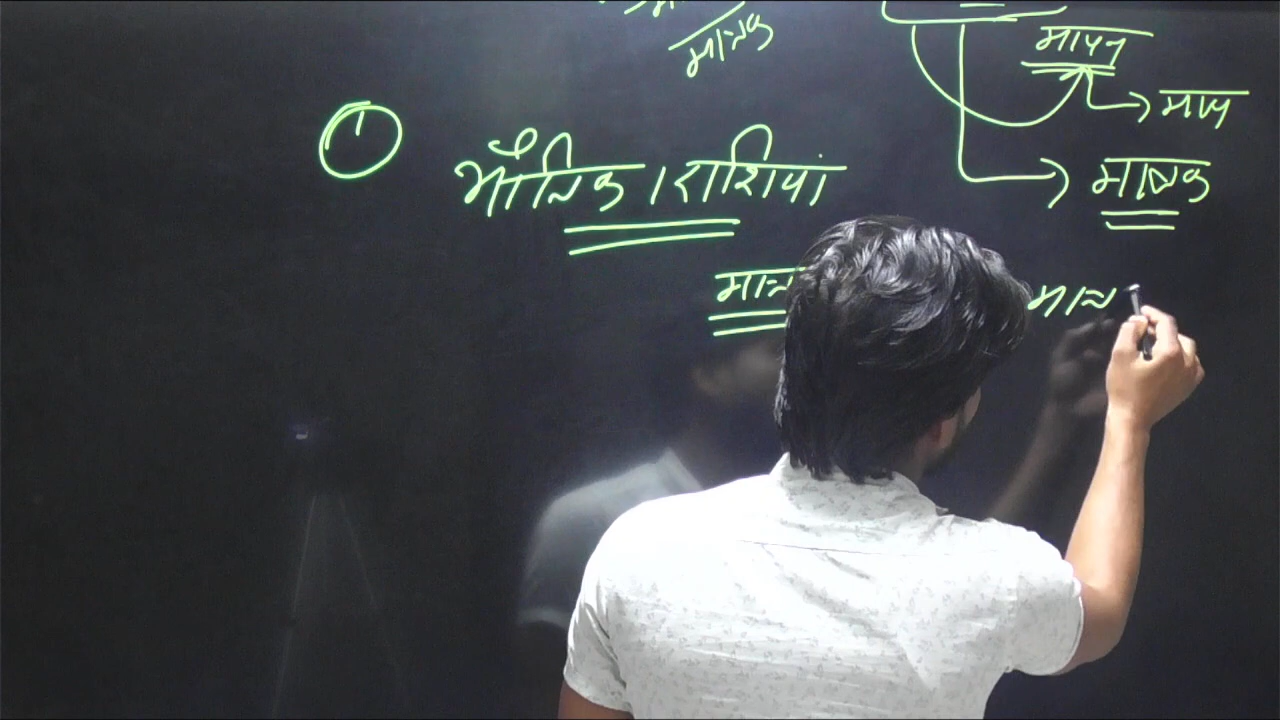 मात्रक
मापन
माप
①
भौतिक राशियां
मात्रक
मात्र
मात्र